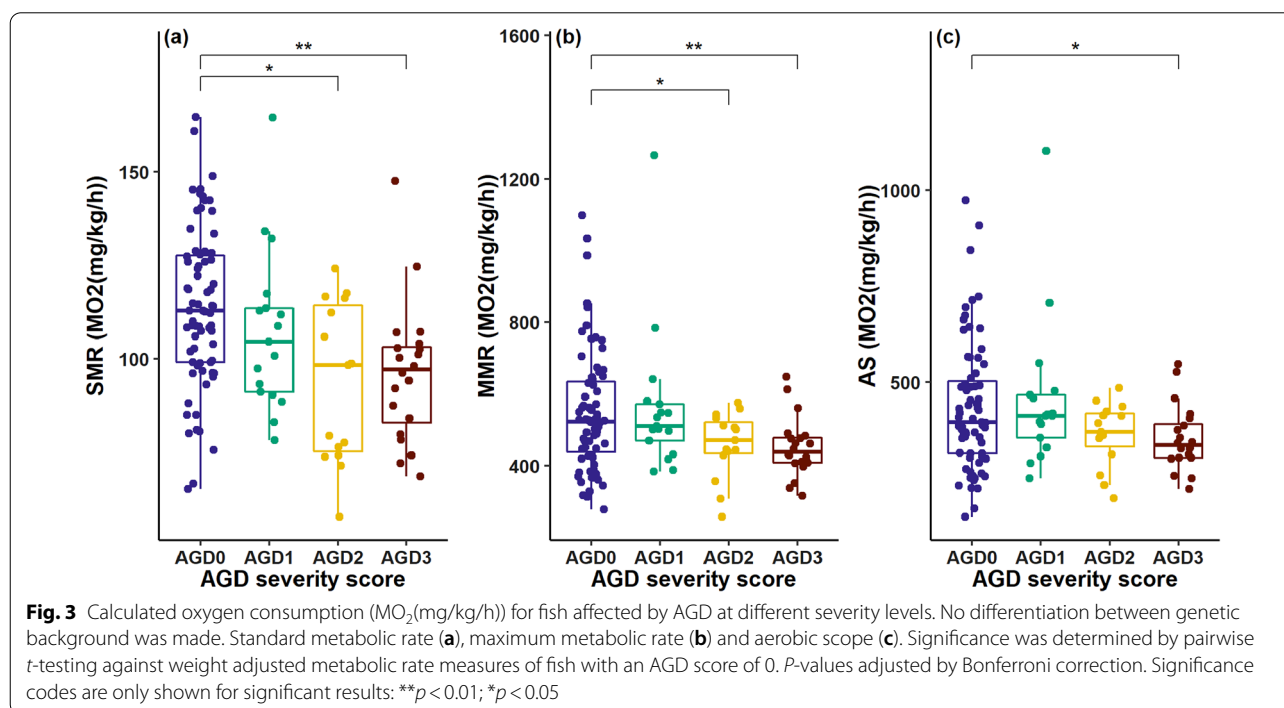 (a)
**
*
150
100
SMR (MO2(mg/kg/h))
AGD0 AGD1 AGD2 AGD3
AGD severity score
(b)
**
*
1600
1200
800
400
MMR (MO2(mg/kg/h))
AGD0 AGD1 AGD2 AGD3
AGD severity score
(c)
*
1000
500
AS (MO2(mg/kg/h))
AGD0 AGD1 AGD2 AGD3
AGD severity score
Fig. 3 Calculated oxygen consumption (MO₂(mg/kg/h)) for fish affected by AGD at different severity levels. No differentiation between genetic
background was made. Standard metabolic rate (a), maximum metabolic rate (b) and aerobic scope (c). Significance was determined by pairwise
t-testing against weight adjusted metabolic rate measures of fish with an AGD score of 0. P-values adjusted by Bonferroni correction. Significance
codes are only shown for significant results: **p < 0.01; *p < 0.05